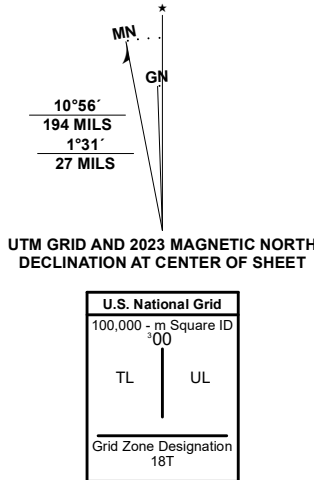 ★
MN
GN
10°56´
194 MILS
1°31´
27 MILS
UTM GRID AND 2023 MAGNETIC NORTH
DECLINATION AT CENTER OF SHEET
U.S. National Grid
100,000 - m Square ID
³00
TL UL
Grid Zone Designation
18T